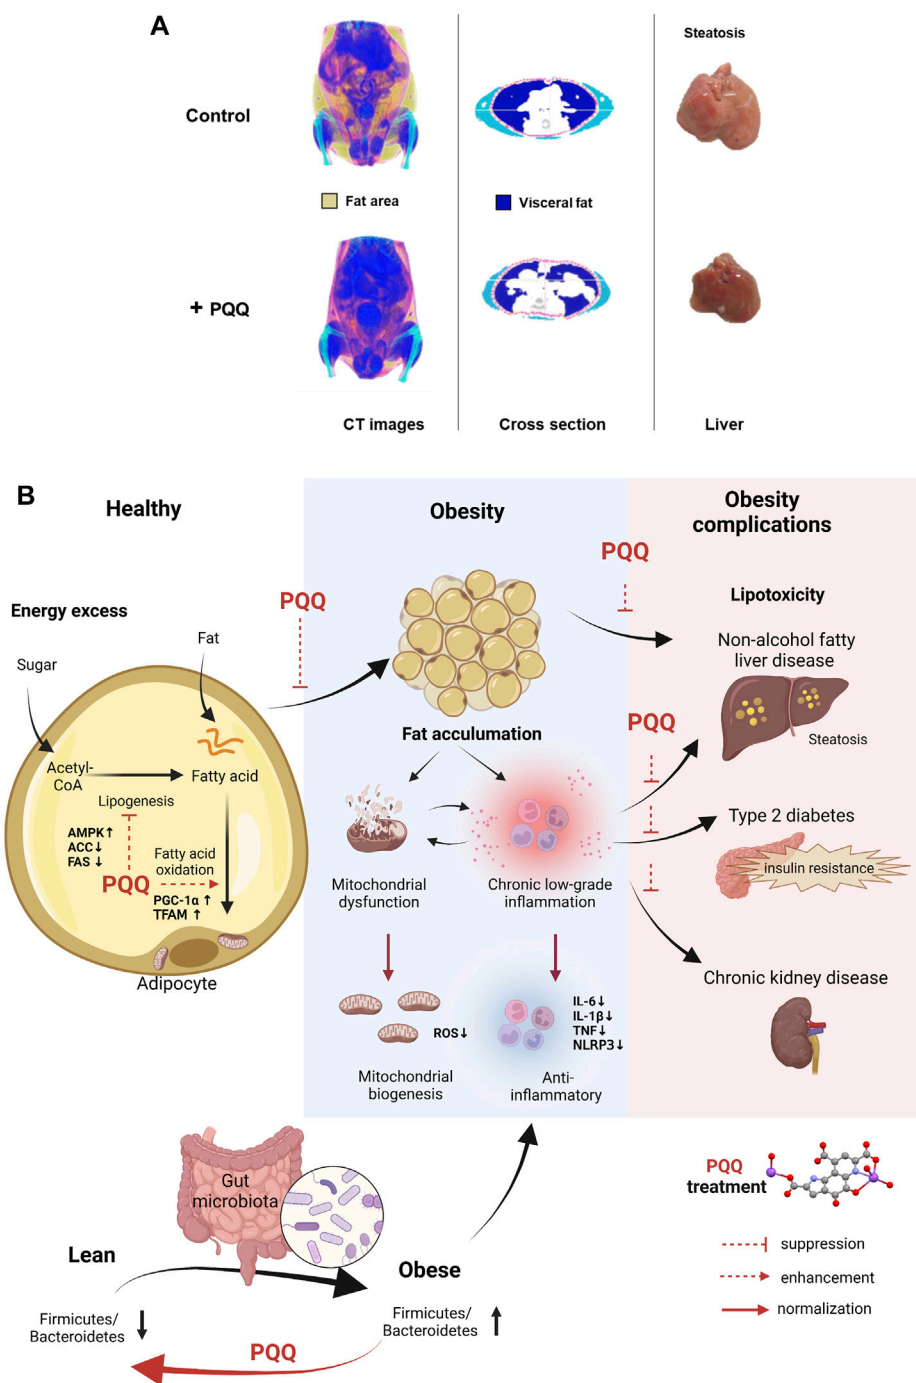 A
Steatosis
Control
Fat area
Visceral fat
+ PQQ
CT images
Cross section
Liver
B
Healthy
Obesity
Obesity
complications
PQQ
PQQ
Energy excess
Lipotoxicity
Fat
Sugar
Non-alcohol fatty
liver disease
PQQ
Fat acculumation
Steatosis
Acetyl-
CoA
Fatty acid
Lipogenesis
AMPK↑
ACC↓
FAS ↓
Fatty acid
oxidation
PQQ
PGC-1α ↑
TFAM ↑
Adipocyte
Mitochondrial
dysfunction
Chronic low-grade
inflammation
Type 2 diabetes
insulin resistance
Chronic kidney disease
ROS↓
IL-6↓
IL-1β↓
TNF↓
NLRP3↓
Mitochondrial
biogenesis
Anti-
inflammatory
Gut
microbiota
PQQ
treatment
Lean
Obese
suppression
enhancement
normalization
Firmicutes/
Bacteroidetes ↓
Firmicutes/
Bacteroidetes ↑
PQQ